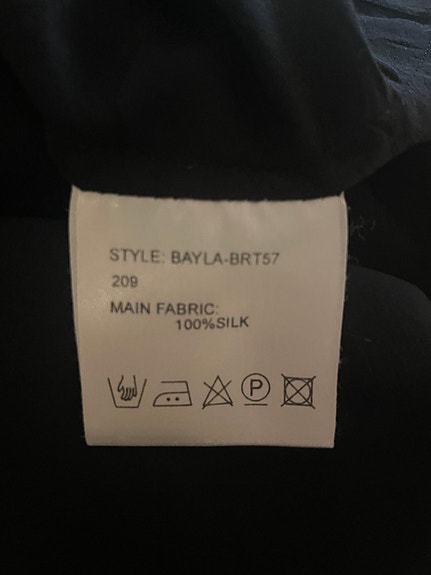 STYLE: BAYLA-BRT57
209
MAIN FABRIC:
100%SILK
P